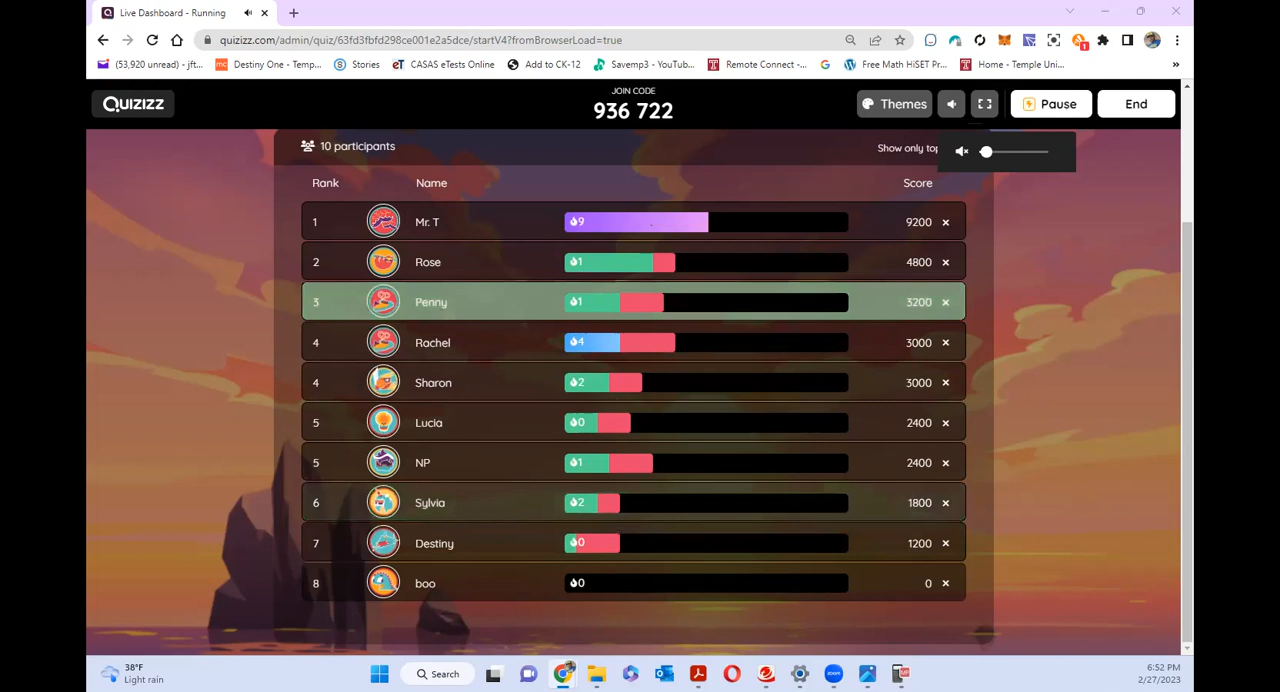 Live Dashboard - Running
quizizz.com/admin/quiz/63fd3fbfd298ce001e2a5dce/startV4?fromBrowserLoad=true
(53,920 unread) - jft... Destiny One - Temp... Stories CASAS eTests Online Add to CK-12 Savemp3 - YouTub... Remote Connect -... Free Math HiSET Pr... Home - Temple Uni... »
Quizizz JOIN CODE Themes Pause End
936 722
10 participants Show only top
Rank Name Score
1 Mr. T 9 9200 ×
2 Rose 1 4800 ×
3 Penny 1 3200 ×
4 Rachel 4 3000 ×
4 Sharon 2 3000 ×
5 Lucia 0 2400 ×
5 NP 1 2400 ×
6 Sylvia 2 1800 ×
7 Destiny 0 1200 ×
8 boo 0 0 ×
38°F
Light rain
Search
6:52 PM
2/27/2023